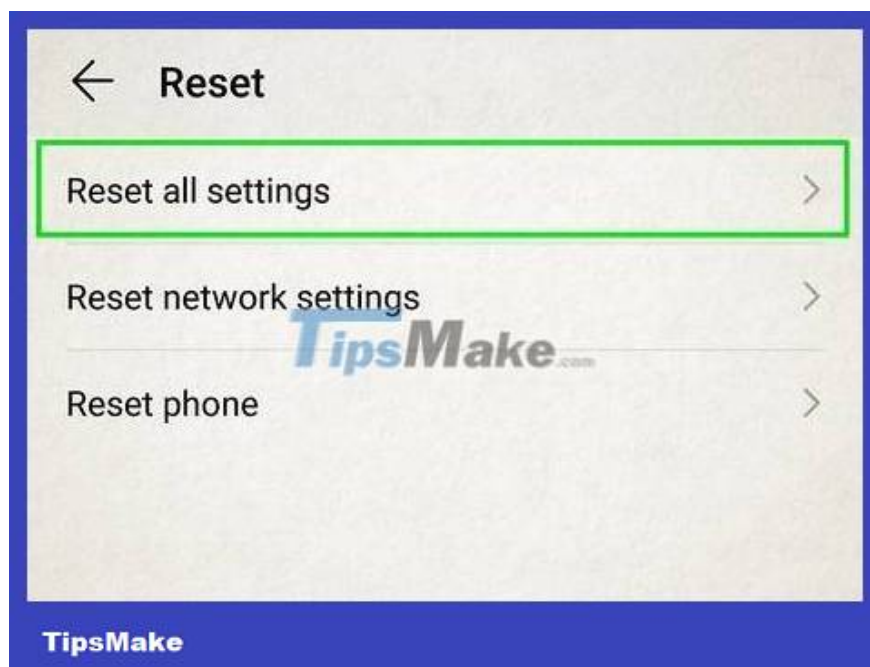 Reset
Reset all settings
Reset network settings
TipsMake.com
Reset phone
TipsMake